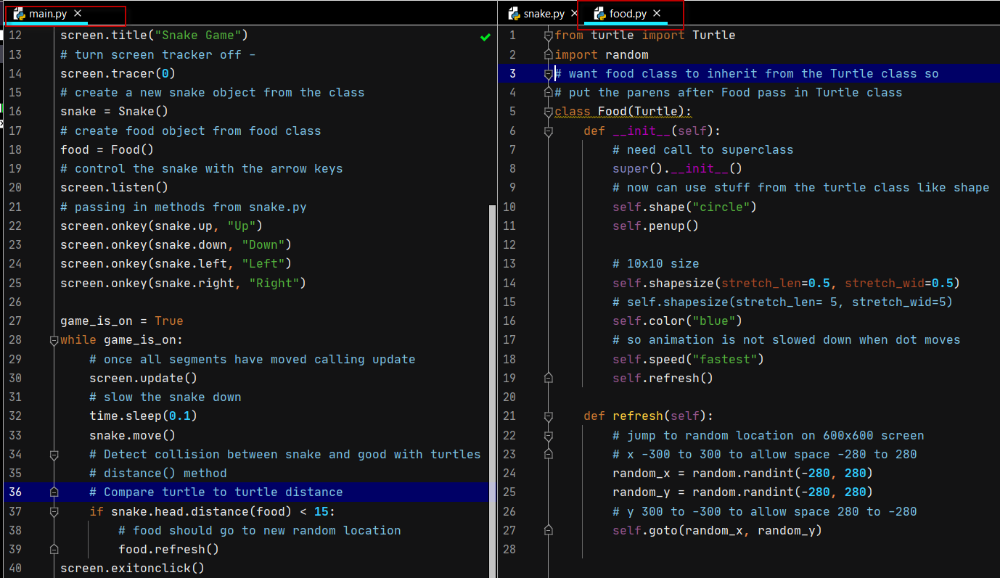 main.py ×
12 screen.title("Snake Game")
13 # turn screen tracker off -
14 screen.tracer(0)
15 # create a new snake object from the class
16 snake = Snake()
17 # create food object from food class
18 food = Food()
19 # control the snake with the arrow keys
20 screen.listen()
21 # passing in methods from snake.py
22 screen.onkey(snake.up, "Up")
23 screen.onkey(snake.down, "Down")
24 screen.onkey(snake.left, "Left")
25 screen.onkey(snake.right, "Right")
26
27 game_is_on = True
28 while game_is_on:
29     # once all segments have moved calling update
30     screen.update()
31     # slow the snake down
32     time.sleep(0.1)
33     snake.move()
34     # Detect collision between snake and good with turtles
35     # distance() method
36     # Compare turtle to turtle distance
37     if snake.head.distance(food) < 15:
38         # food should go to new random location
39         food.refresh()
40 screen.exitonclick()
snake.py × food.py ×
1 from turtle import Turtle
2 import random
3 # want food class to inherit from the Turtle class so
4 # put the parens after Food pass in Turtle class
5 class Food(Turtle):
6     def __init__(self):
7         # need call to superclass
8         super().__init__()
9         # now can use stuff from the turtle class like shape
10         self.shape("circle")
11         self.penup()
12
13         # 10x10 size
14         self.shapesize(stretch_len=0.5, stretch_wid=0.5)
15         # self.shapesize(stretch_len= 5, stretch_wid=5)
16         self.color("blue")
17         # so animation is not slowed down when dot moves
18         self.speed("fastest")
19         self.refresh()
20
21     def refresh(self):
22         # jump to random location on 600x600 screen
23         # x -300 to 300 to allow space -280 to 280
24         random_x = random.randint(-280, 280)
25         random_y = random.randint(-280, 280)
26         # y 300 to -300 to allow space 280 to -280
27         self.goto(random_x, random_y)
28